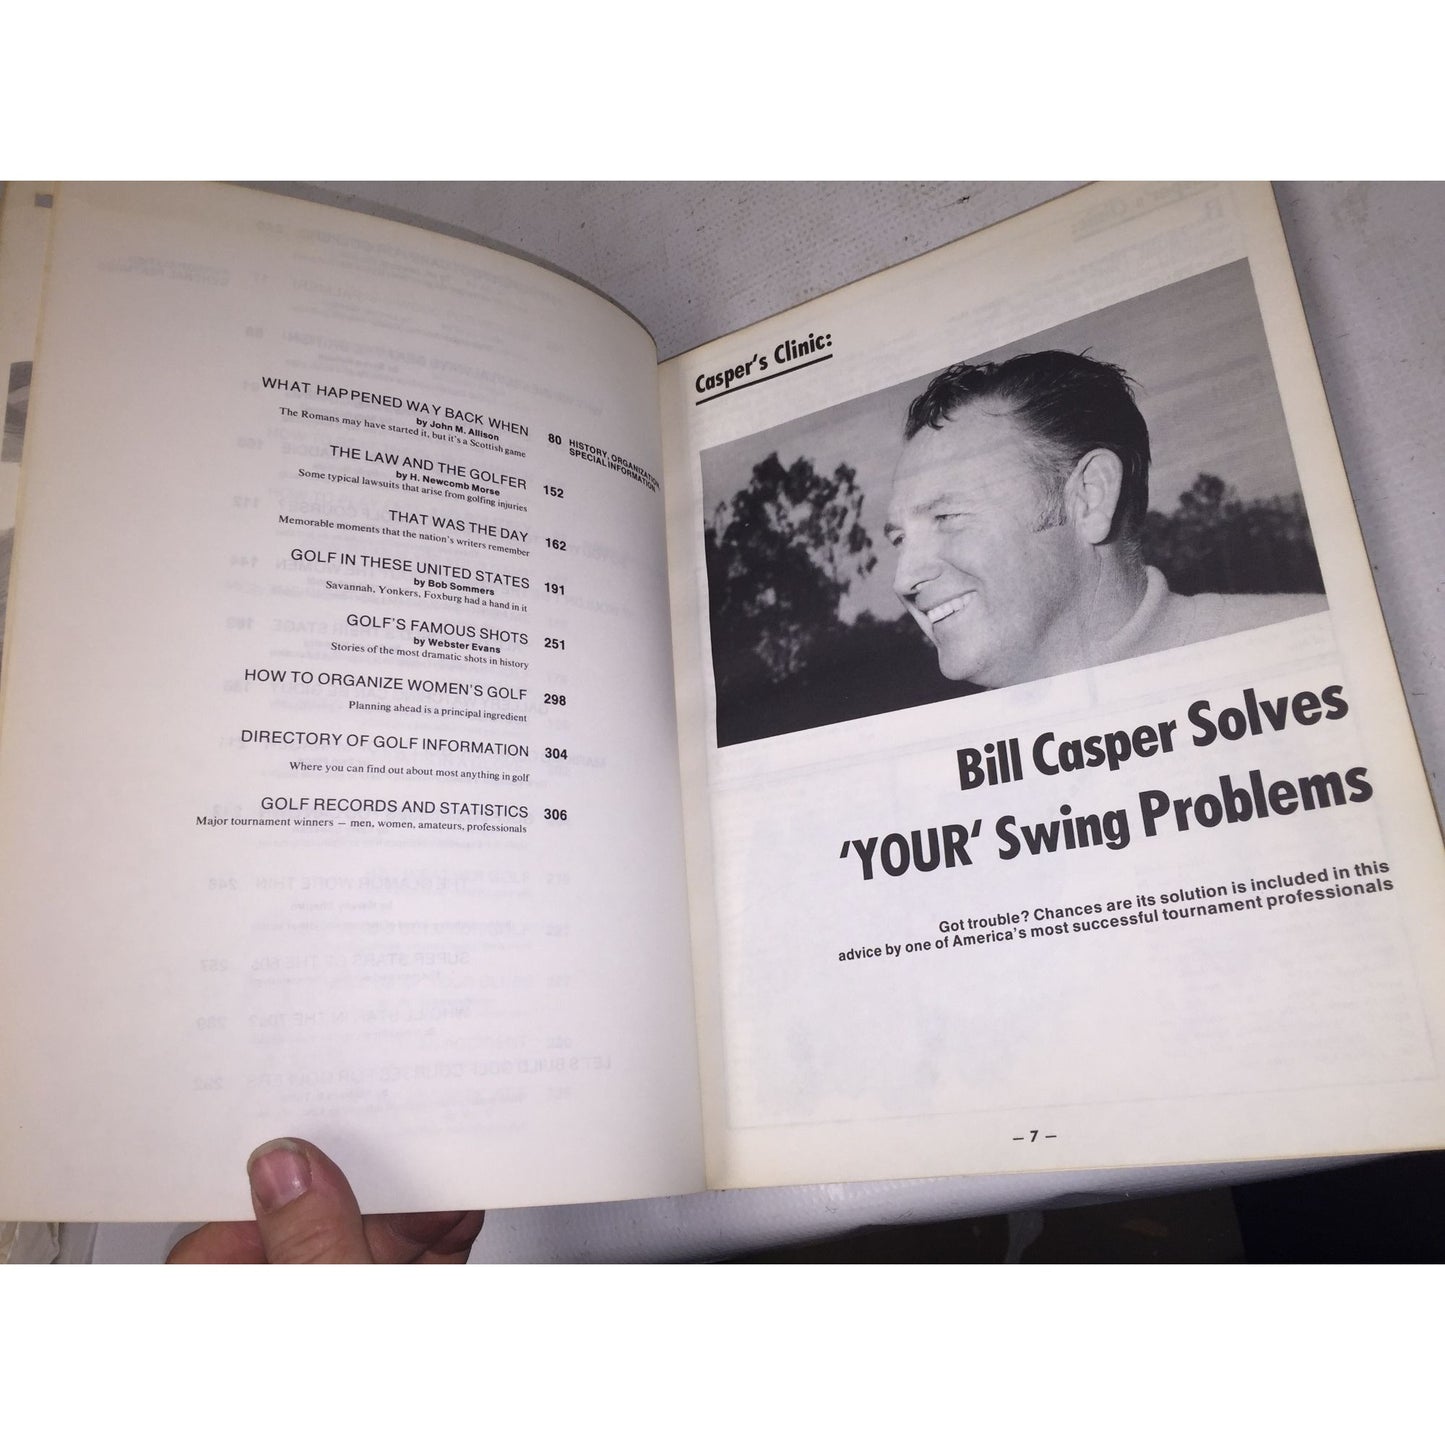 WHAT HAPPENED WAY BACK WHEN
by John M. Allison
The Romans may have started it, but it's a Scottish game
80 HISTORY, ORGANIZATION,
SPECIAL INFORMATION
THE LAW AND THE GOLFER
by H. Newcomb Morse
Some typical lawsuits that arise from golfing injuries
152
THAT WAS THE DAY
Memorable moments that the nation's writers remember
162
GOLF IN THESE UNITED STATES
by Bob Sommers
Savannah, Yonkers, Foxburg had a hand in it
191
GOLF'S FAMOUS SHOTS
by Webster Evans
Stories of the most dramatic shots in history
251
HOW TO ORGANIZE WOMEN'S GOLF
Planning ahead is a principal ingredient
298
DIRECTORY OF GOLF INFORMATION 304
Where you can find out about most anything in golf
GOLF RECORDS AND STATISTICS 306
Major tournament winners — men, women, amateurs, professionals
Casper's Clinic:
Bill Casper Solves
'YOUR' Swing Problems
Got trouble? Chances are its solution is included in this
advice by one of America's most successful tournament professionals
— 7 —